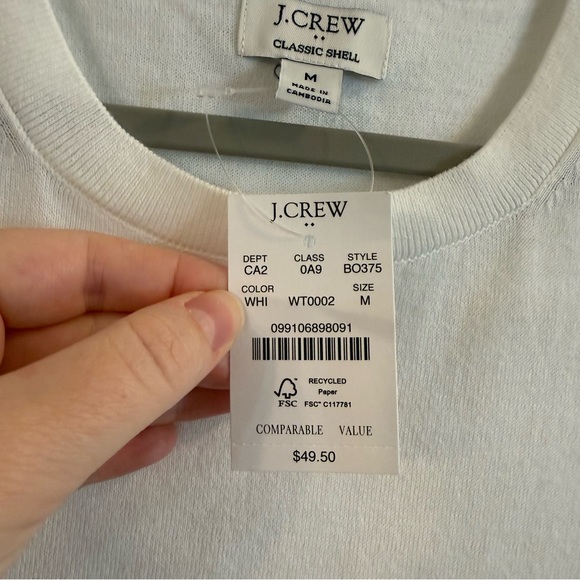 J.CREW
CLASSIC SHELL
M
MADE IN
CAMBODIA
J.CREW
DEPT CLASS STYLE
CA2 0A9 BO375
COLOR SIZE
WHI WT0002 M
099106898091
RECYCLED
Paper
FSC
FSC® C117781
COMPARABLE VALUE
$49.50